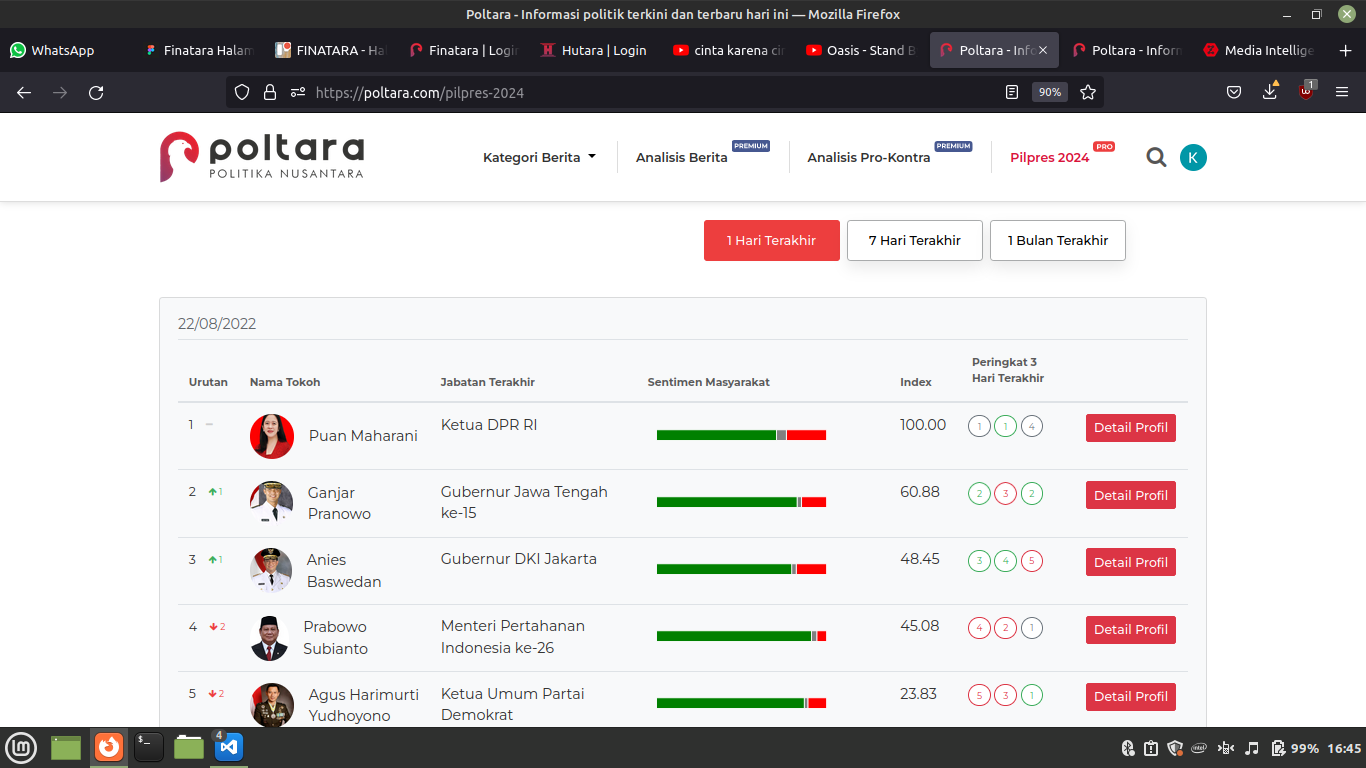 Poltara - Informasi politik terkini dan terbaru hari ini — Mozilla Firefox
WhatsApp
Finatara Halam
FINATARA - Hal
Finatara | Login
Hutara | Login
cinta karena cin
Oasis - Stand B
Poltara - Info
Poltara - Inform
Media Intellige
https://poltara.com/pilpres-2024
90%
1
poltara
POLITIKA NUSANTARA
Kategori Berita
Analisis Berita PREMIUM
Analisis Pro-Kontra PREMIUM
Pilpres 2024 PRO
K
1 Hari Terakhir
7 Hari Terakhir
1 Bulan Terakhir
22/08/2022
Urutan
Nama Tokoh
Jabatan Terakhir
Sentimen Masyarakat
Index
Peringkat 3
Hari Terakhir
1
Puan Maharani
Ketua DPR RI
100.00
1 1 4
Detail Profil
2 1
Ganjar
Pranowo
Gubernur Jawa Tengah
ke-15
60.88
2 3 2
Detail Profil
3 1
Anies
Baswedan
Gubernur DKI Jakarta
48.45
3 4 5
Detail Profil
4 2
Prabowo
Subianto
Menteri Pertahanan
Indonesia ke-26
45.08
4 2 1
Detail Profil
5 2
Agus Harimurti
Yudhoyono
Ketua Umum Partai
Demokrat
23.83
5 3 1
Detail Profil
4
99%
16:45